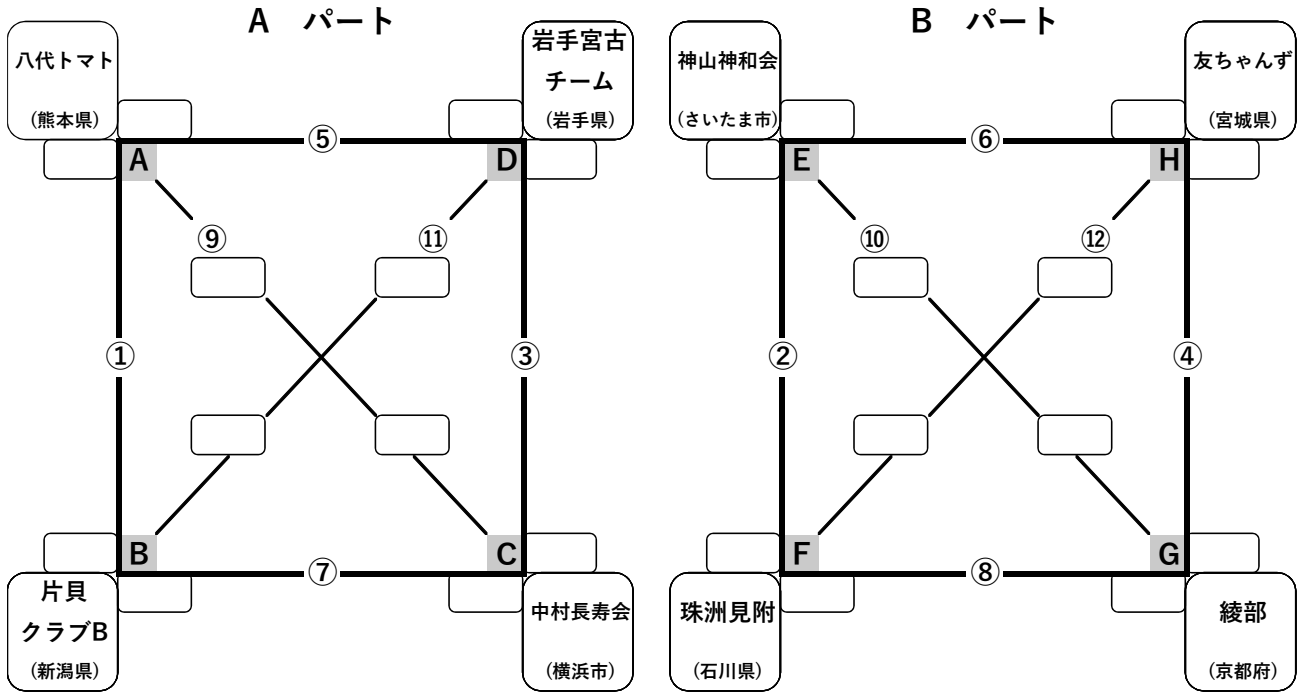 A パート
八代トマト
(熊本県)
岩手宮古
チーム
(岩手県)
⑤
A
D
⑨
⑪
①
③
B
C
⑦
片貝
クラブB
(新潟県)
中村長寿会
(横浜市)
B パート
神山神和会
(さいたま市)
友ちゃんず
(宮城県)
⑥
E
H
⑩
⑫
②
④
F
G
⑧
珠洲見附
(石川県)
綾部
(京都府)